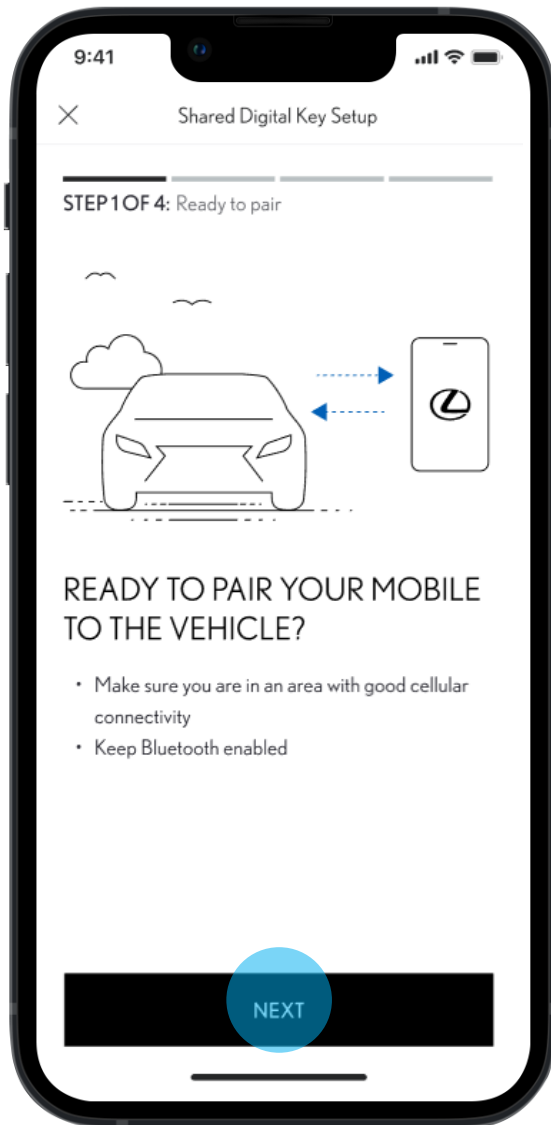 9:41
Shared Digital Key Setup
STEP 1 OF 4: Ready to pair
READY TO PAIR YOUR MOBILE
TO THE VEHICLE?
• Make sure you are in an area with good cellular
connectivity
• Keep Bluetooth enabled
NEXT